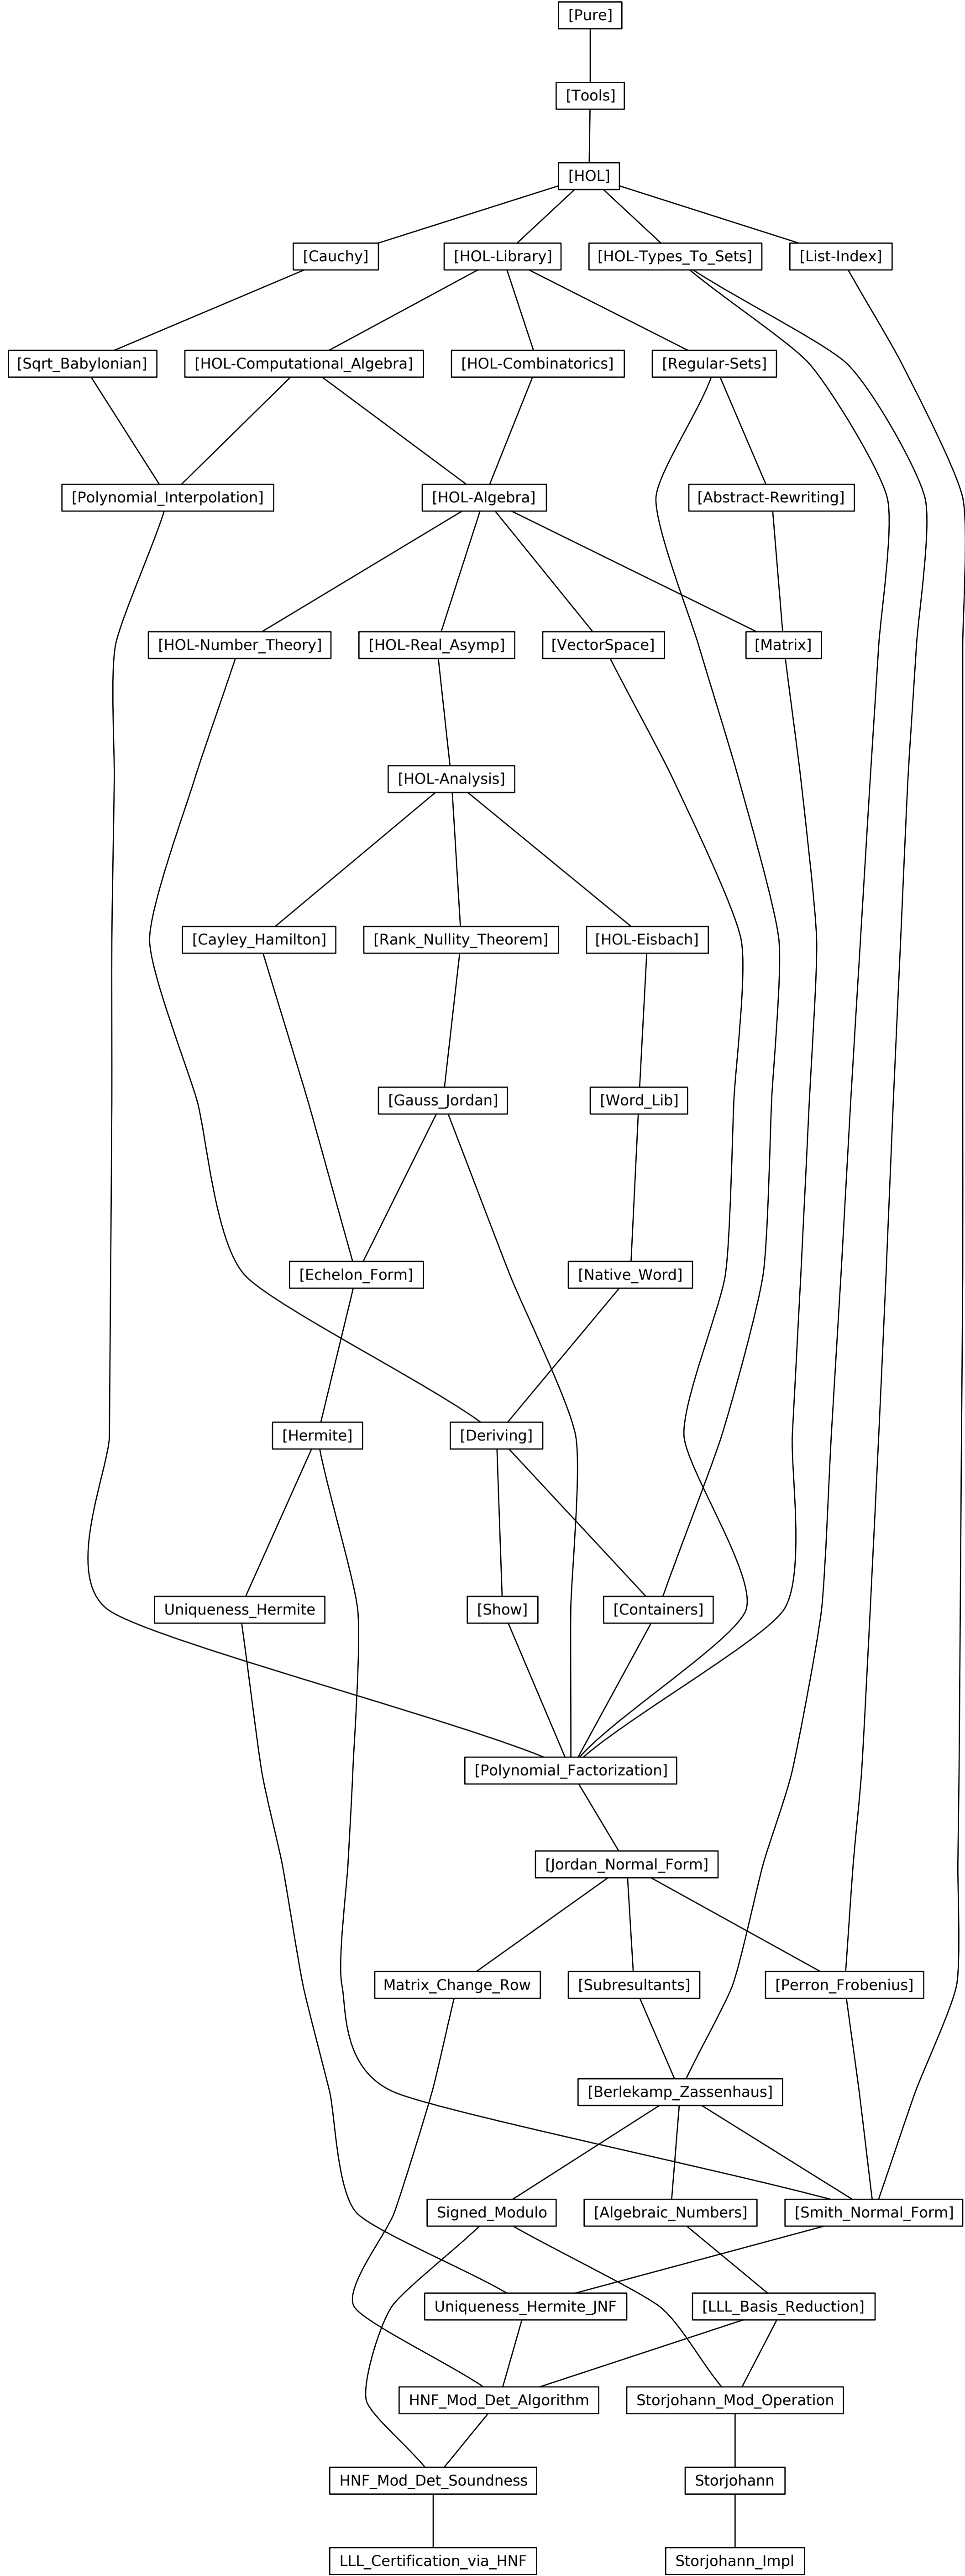 [Pure]
[Tools]
[HOL]
[Cauchy]
[HOL-Library]
[HOL-Types_To_Sets]
[List-Index]
[Sqrt_Babylonian]
[HOL-Computational_Algebra]
[HOL-Combinatorics]
[Regular-Sets]
[Polynomial_Interpolation]
[HOL-Algebra]
[Abstract-Rewriting]
[HOL-Number_Theory]
[HOL-Real_Asymp]
[VectorSpace]
[Matrix]
[HOL-Analysis]
[Cayley_Hamilton]
[Rank_Nullity_Theorem]
[HOL-Eisbach]
[Gauss_Jordan]
[Word_Lib]
[Echelon_Form]
[Native_Word]
[Hermite]
[Deriving]
Uniqueness_Hermite
[Show]
[Containers]
[Polynomial_Factorization]
[Jordan_Normal_Form]
Matrix_Change_Row
[Subresultants]
[Perron_Frobenius]
[Berlekamp_Zassenhaus]
Signed_Modulo
[Algebraic_Numbers]
[Smith_Normal_Form]
Uniqueness_Hermite_JNF
[LLL_Basis_Reduction]
HNF_Mod_Det_Algorithm
Storjohann_Mod_Operation
HNF_Mod_Det_Soundness
Storjohann
LLL_Certification_via_HNF
Storjohann_Impl